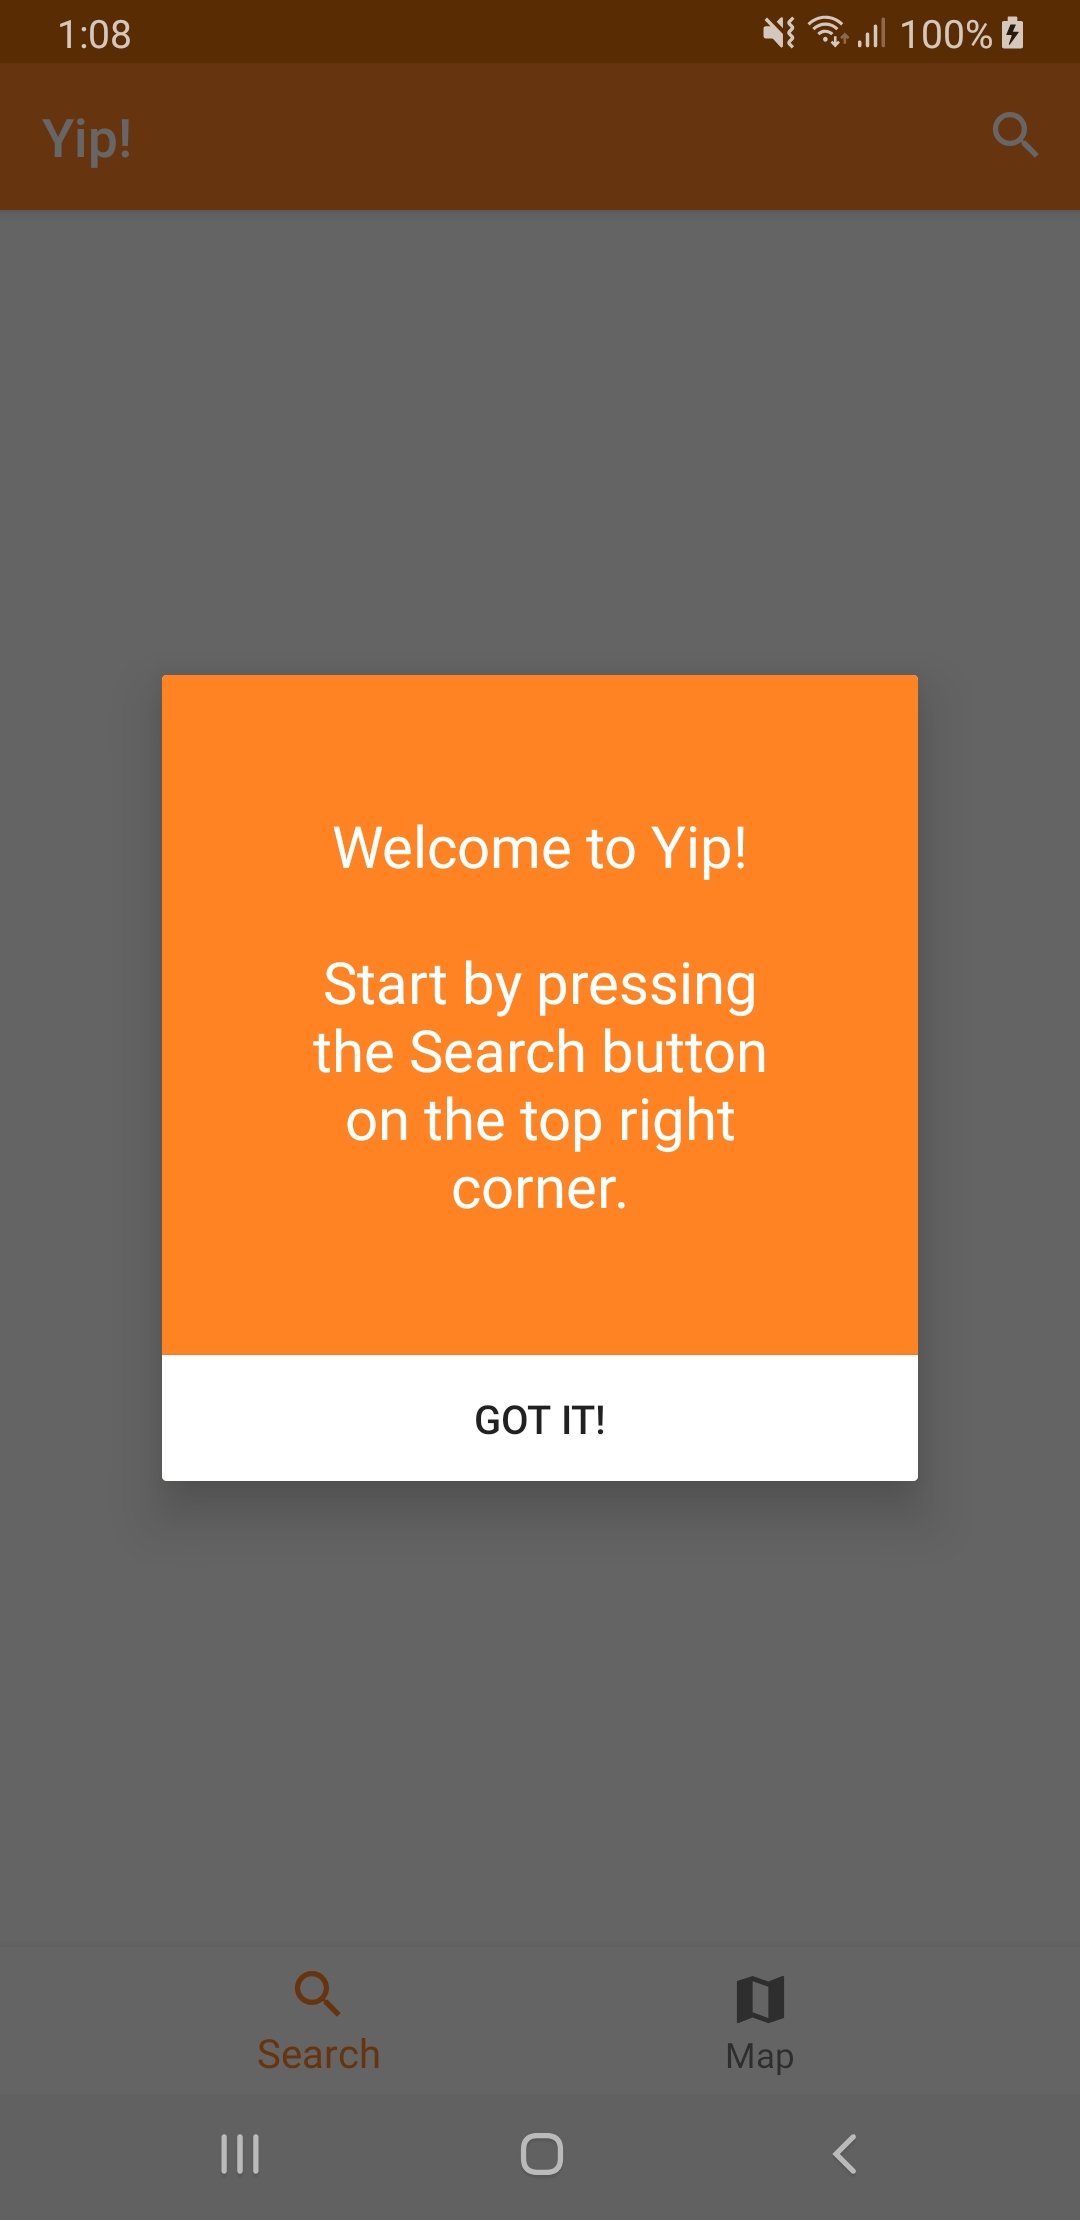 1:08 100%
Yip!
Welcome to Yip!
Start by pressing
the Search button
on the top right
corner.
GOT IT!
Search Map